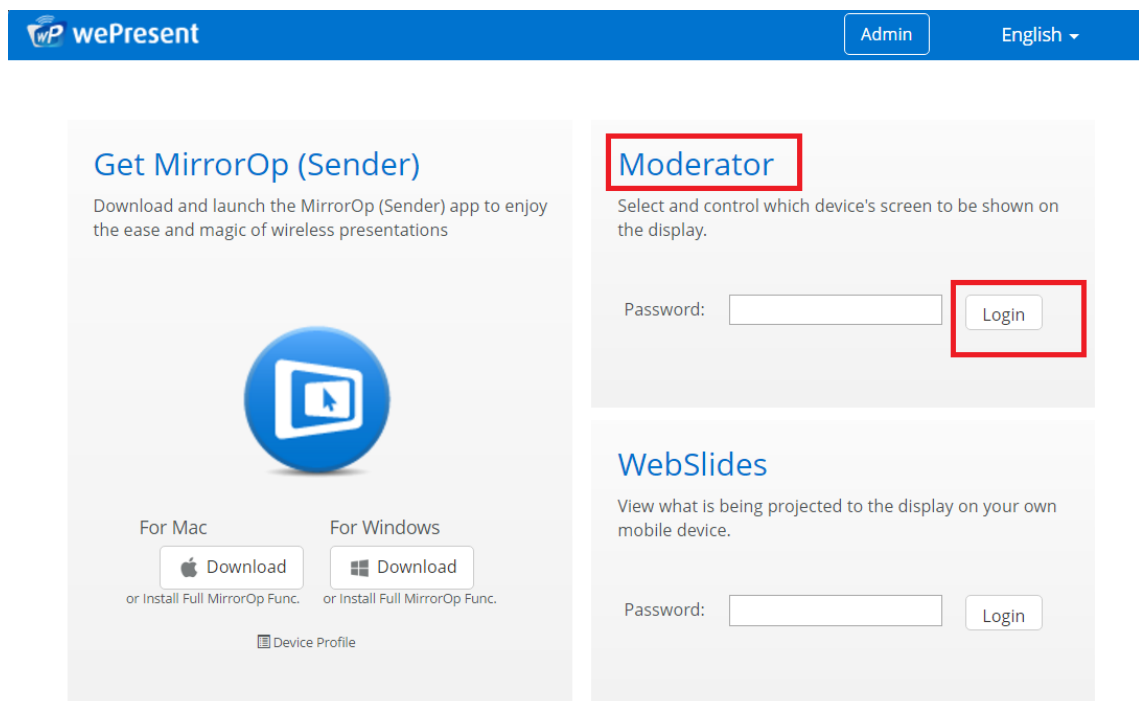 wP wePresent
Admin
English
Get MirrorOp (Sender)
Download and launch the MirrorOp (Sender) app to enjoy
the ease and magic of wireless presentations
For Mac
For Windows
Download
Download
or Install Full MirrorOp Func.
or Install Full MirrorOp Func.
Device Profile
Moderator
Select and control which device's screen to be shown on
the display.
Password:
Login
WebSlides
View what is being projected to the display on your own
mobile device.
Password:
Login